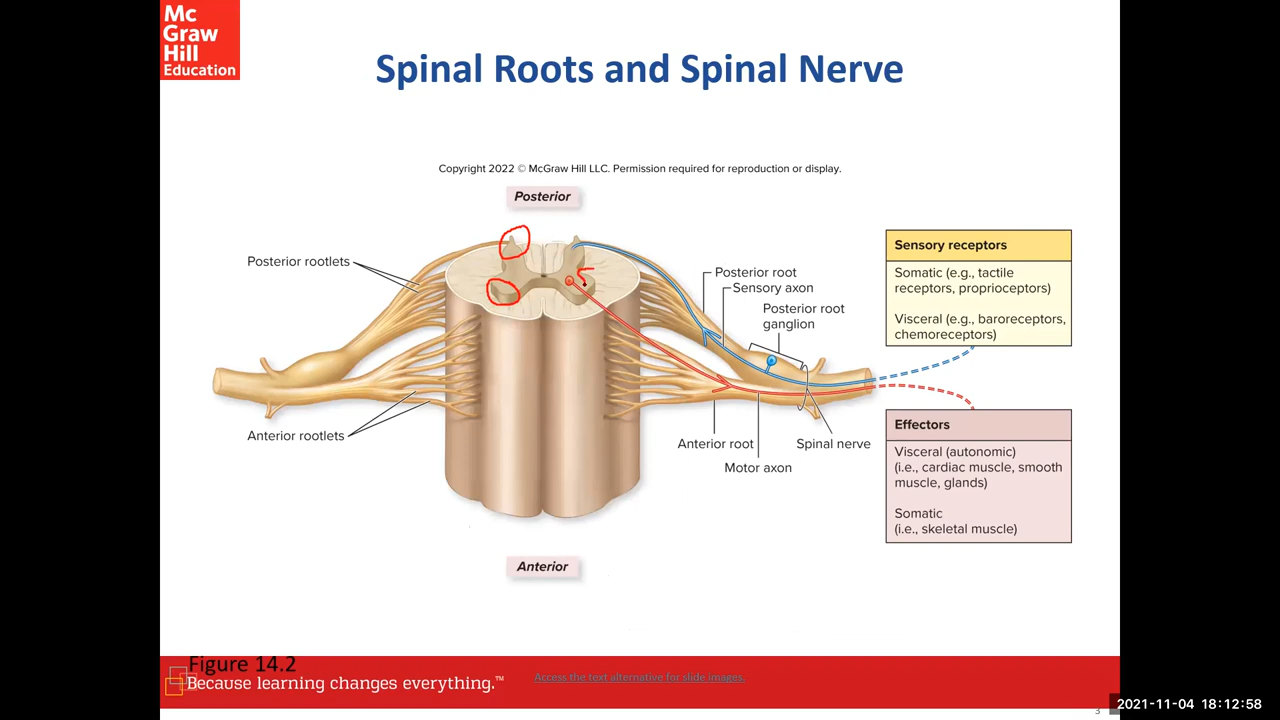 Mc
Graw
Hill
Education
Spinal Roots and Spinal Nerve
Copyright 2022 © McGraw Hill LLC. Permission required for reproduction or display.
Posterior
Posterior rootlets
Anterior rootlets
Posterior root
Sensory axon
Posterior root
ganglion
Anterior root
Motor axon
Spinal nerve
Sensory receptors
Somatic (e.g., tactile
receptors, proprioceptors)
Visceral (e.g., baroreceptors,
chemoreceptors)
Effectors
Visceral (autonomic)
(i.e., cardiac muscle, smooth
muscle, glands)
Somatic
(i.e., skeletal muscle)
Anterior
Figure 14.2
Because learning changes everything.™
Access the text alternative for slide images.
3
2021-11-04 18:12:58